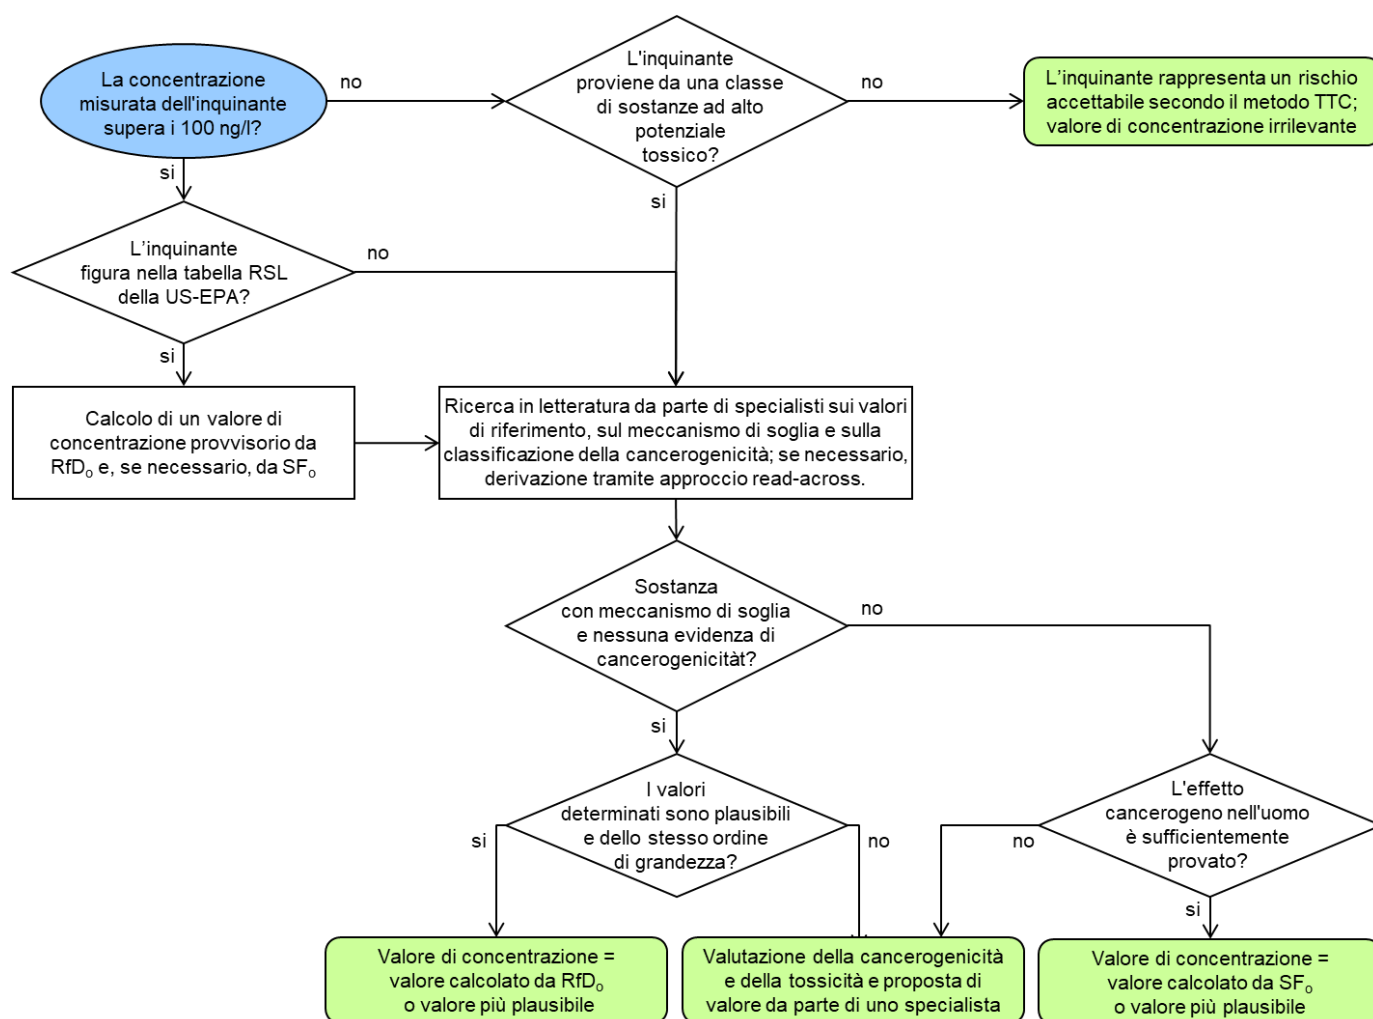 La concentrazione
misurata dell'inquinante
supera i 100 ng/l?
no
L'inquinante
proviene da una classe
di sostanze ad alto
potenziale
tossico?
no
L'inquinante rappresenta un rischio
accettabile secondo il metodo TTC;
valore di concentrazione irrilevante
si
si
L'inquinante
figura nella tabella RSL
della US-EPA?
no
si
Calcolo di un valore di
concentrazione provvisorio da
RfDo e, se necessario, da SFo
Ricerca in letteratura da parte di specialisti sui valori
di riferimento, sul meccanismo di soglia e sulla
classificazione della cancerogenicità; se necessario,
derivazione tramite approccio read-across.
Sostanza
con meccanismo di soglia
e nessuna evidenza di
cancerogenicitàt?
no
si
I valori
determinati sono plausibili
e dello stesso ordine
di grandezza?
si
no
L'effetto
cancerogeno nell'uomo
è sufficientemente
provato?
no
si
Valore di concentrazione =
valore calcolato da RfDo
o valore più plausibile
Valutazione della cancerogenicità
e della tossicità e proposta di
valore da parte di uno specialista
Valore di concentrazione =
valore calcolato da SFo
o valore più plausibile